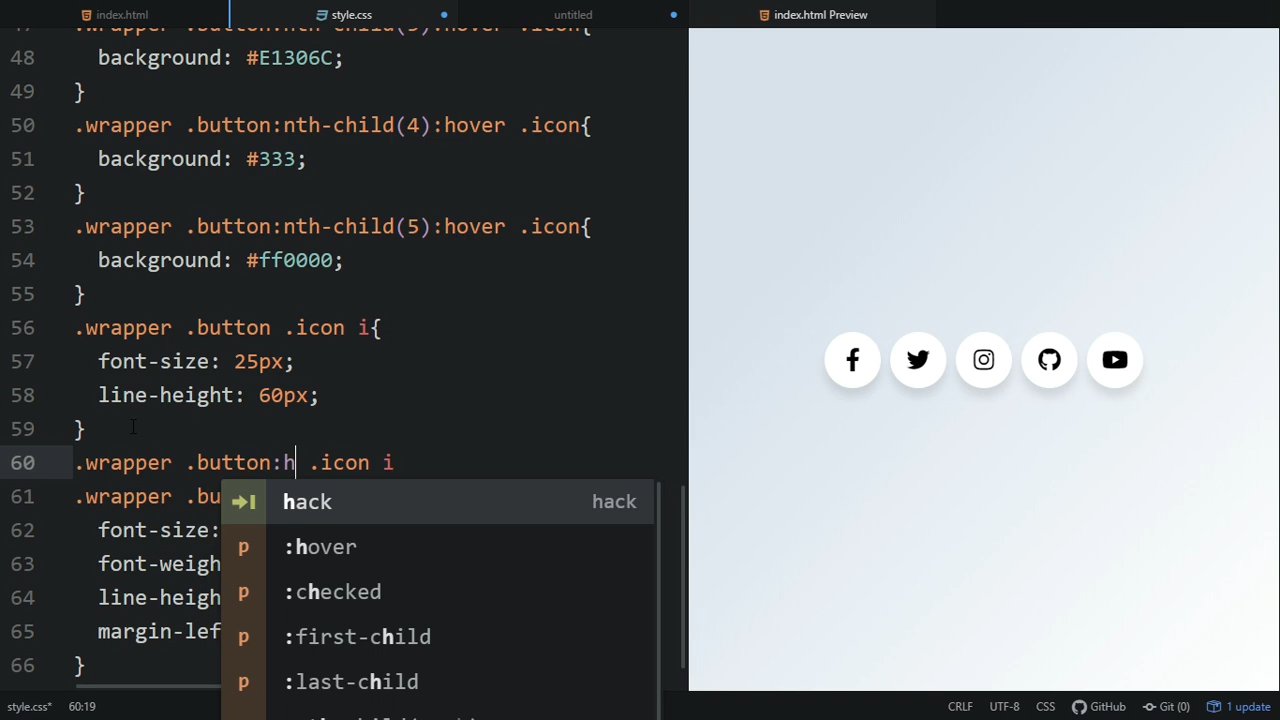 index.html
style.css
untitled
index.html Preview
48 background: #E1306C;
49 }
50 .wrapper .button:nth-child(4):hover .icon{
51 background: #333;
52 }
53 .wrapper .button:nth-child(5):hover .icon{
54 background: #ff0000;
55 }
56 .wrapper .button .icon i{
57 font-size: 25px;
58 line-height: 60px;
59 }
60 .wrapper .button:h .icon i
61 .wrapper .bu
62 font-size:
63 font-weigh
64 line-heigh
65 margin-lef
66 }
hack hack
p :hover
p :checked
p :first-child
p :last-child
style.css* 60:19 CRLF UTF-8 CSS GitHub Git (0) 1 update